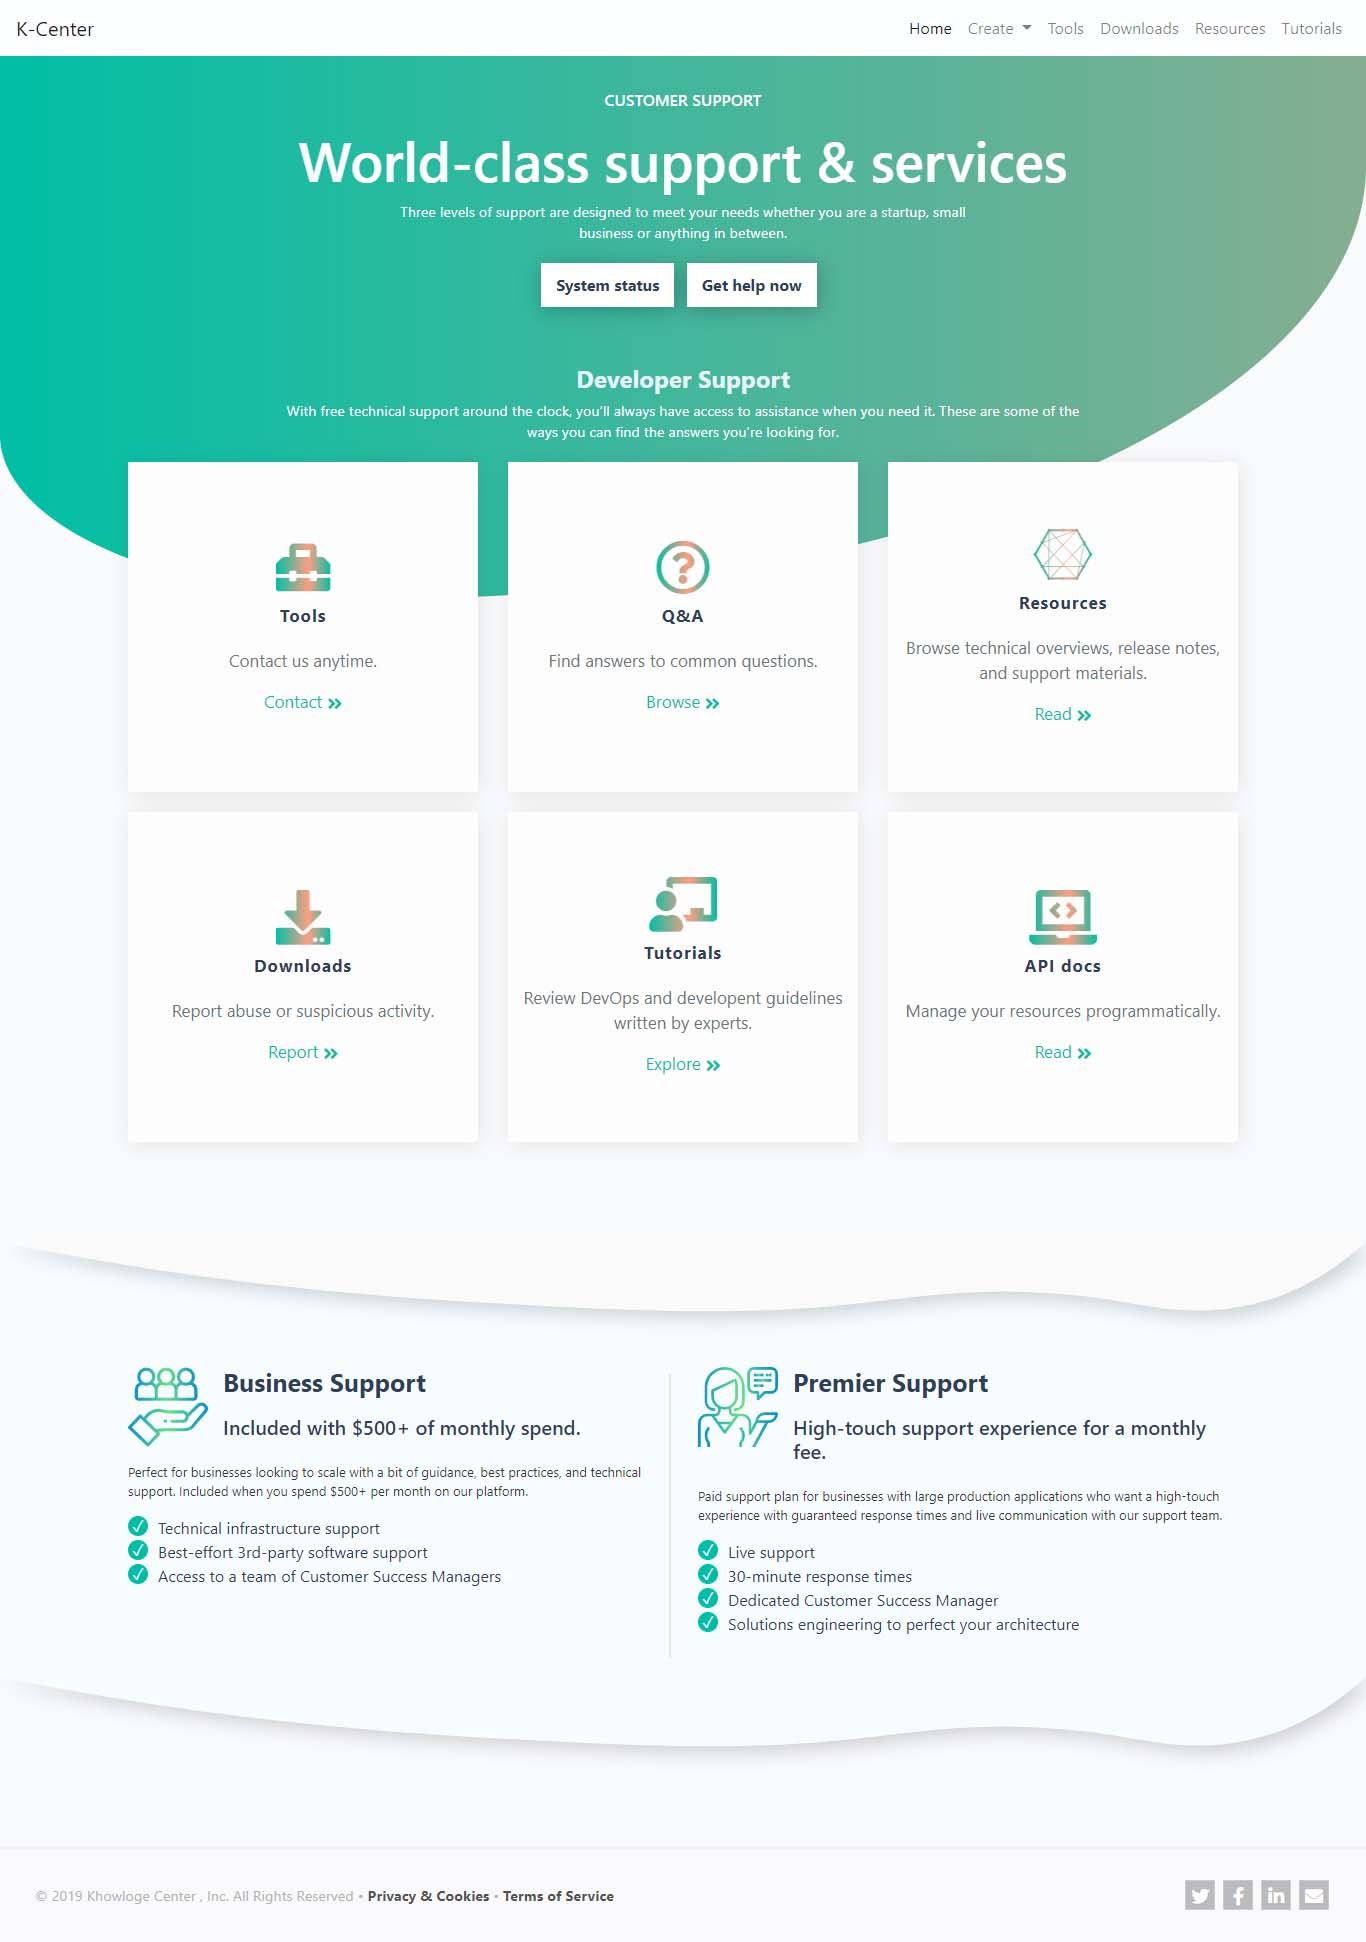 K-Center
Home Create Tools Downloads Resources Tutorials
CUSTOMER SUPPORT
World-class support & services
Three levels of support are designed to meet your needs whether you are a startup, small
business or anything in between.
System status Get help now
Developer Support
With free technical support around the clock, you'll always have access to assistance when you need it. These are some of the
ways you can find the answers you're looking for.
Tools
Contact us anytime.
Contact
Q&A
Find answers to common questions.
Browse
Resources
Browse technical overviews, release notes,
and support materials.
Read
Downloads
Report abuse or suspicious activity.
Report
Tutorials
Review DevOps and developent guidelines
written by experts.
Explore
API docs
Manage your resources programmatically.
Read
Business Support
Included with $500+ of monthly spend.
Perfect for businesses looking to scale with a bit of guidance, best practices, and technical
support. Included when you spend $500+ per month on our platform.
Technical infrastructure support
Best-effort 3rd-party software support
Access to a team of Customer Success Managers
Premier Support
High-touch support experience for a monthly
fee.
Paid support plan for businesses with large production applications who want a high-touch
experience with guaranteed response times and live communication with our support team.
Live support
30-minute response times
Dedicated Customer Success Manager
Solutions engineering to perfect your architecture
© 2019 Khowloge Center , Inc. All Rights Reserved • Privacy & Cookies • Terms of Service